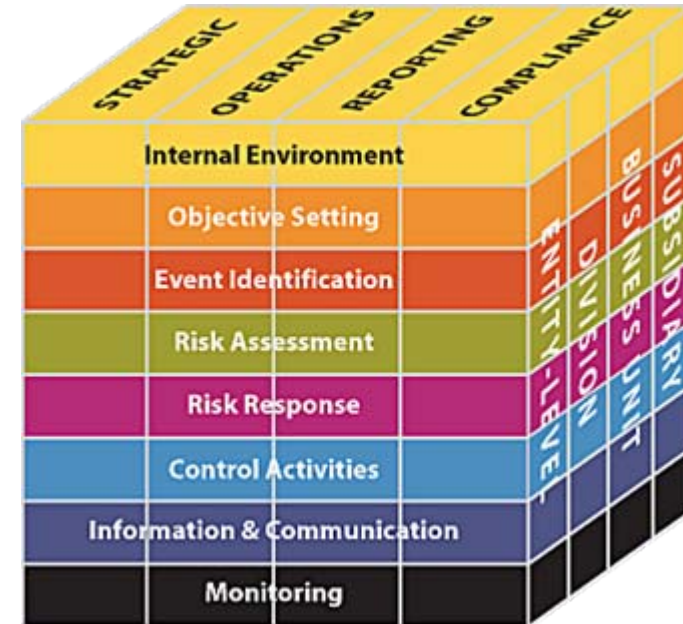 STRATEGIC
OPERATIONS
REPORTING
COMPLIANCE
Internal Environment
Objective Setting
Event Identification
Risk Assessment
Risk Response
Control Activities
Information & Communication
Monitoring
ENTITY-LEVEL
DIVISION
BUSINESS UNIT
SUBSIDIARY